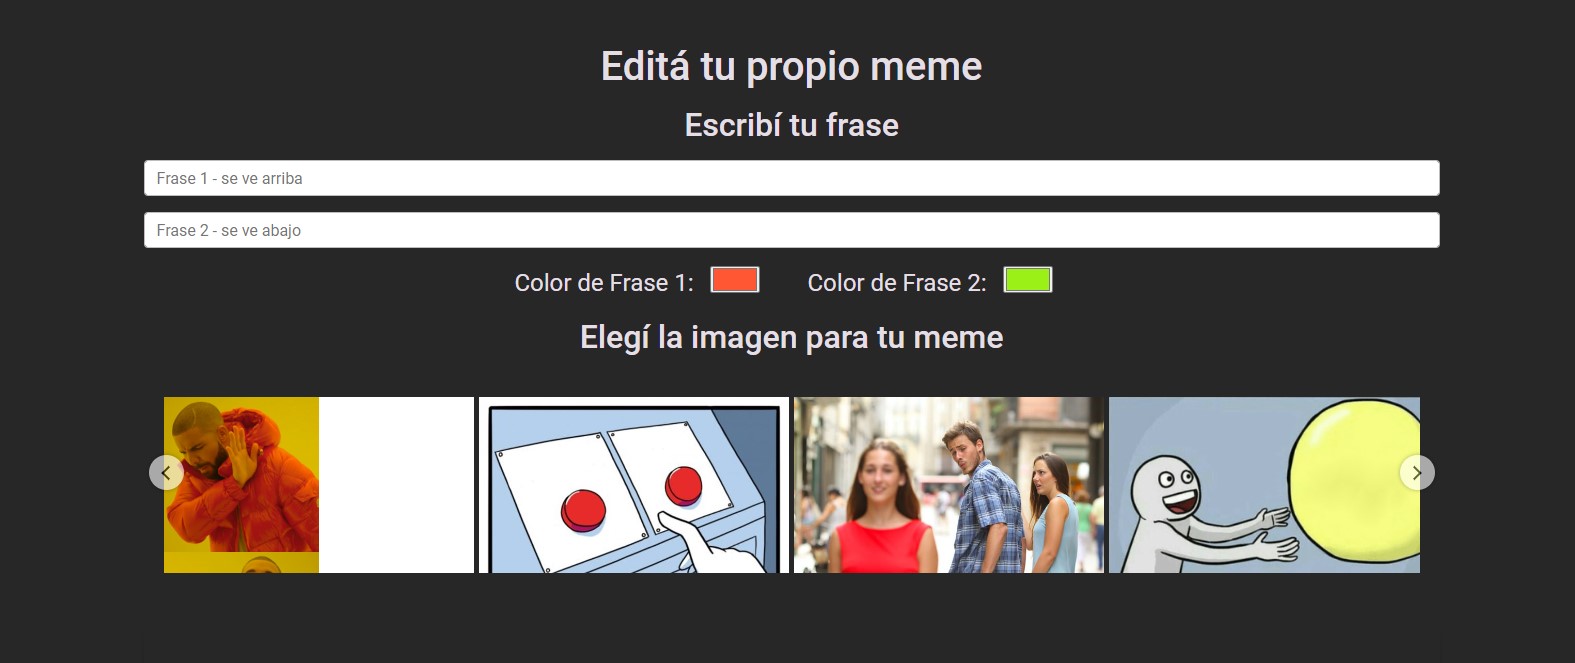 Editá tu propio meme
Escribí tu frase
Frase 1 - se ve arriba
Frase 2 - se ve abajo
Color de Frase 1: Color de Frase 2:
Elegí la imagen para tu meme